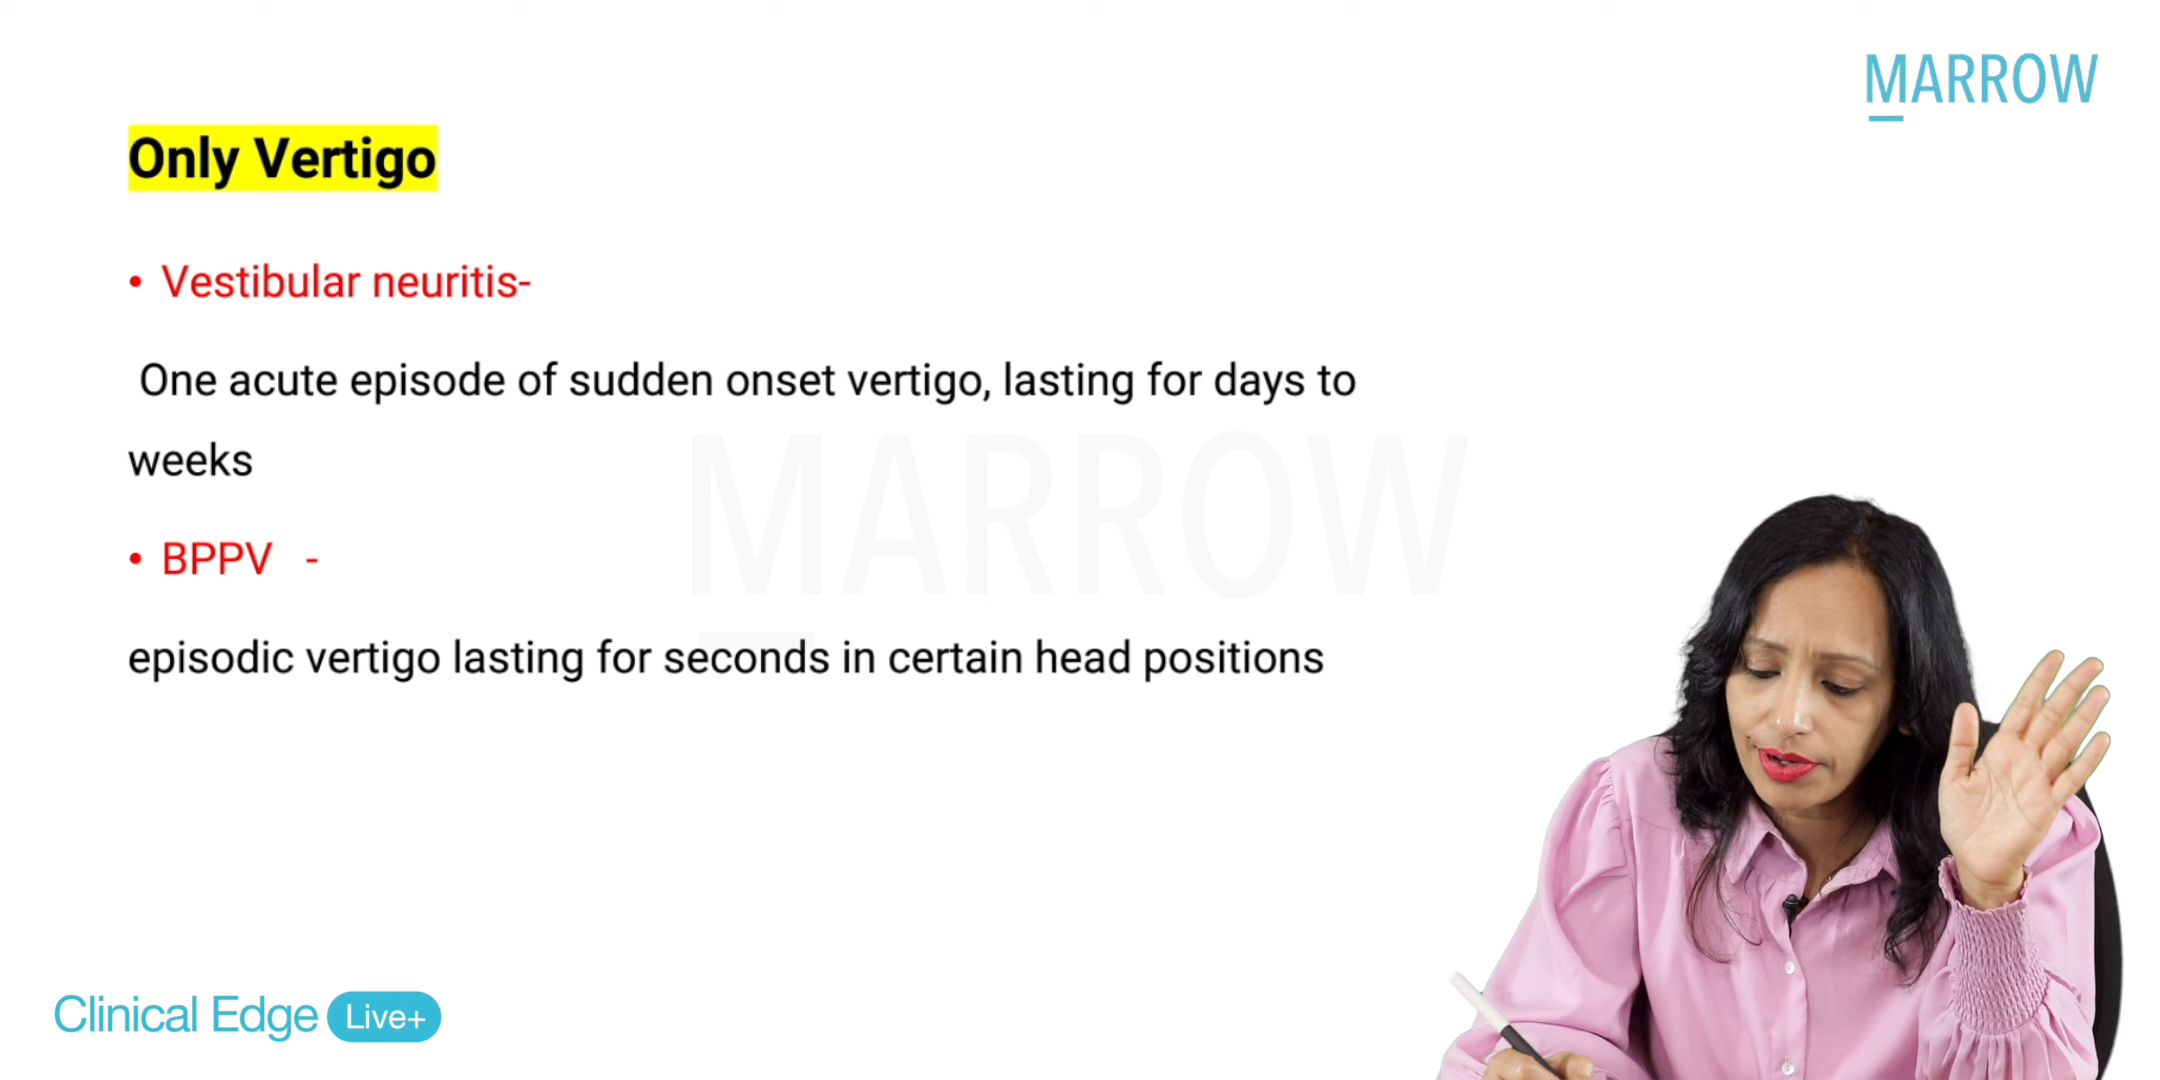 MARROW
Only Vertigo
• Vestibular neuritis-
One acute episode of sudden onset vertigo, lasting for days to
weeks
MARROW
• BPPV -
episodic vertigo lasting for seconds in certain head positions
Clinical Edge Live+